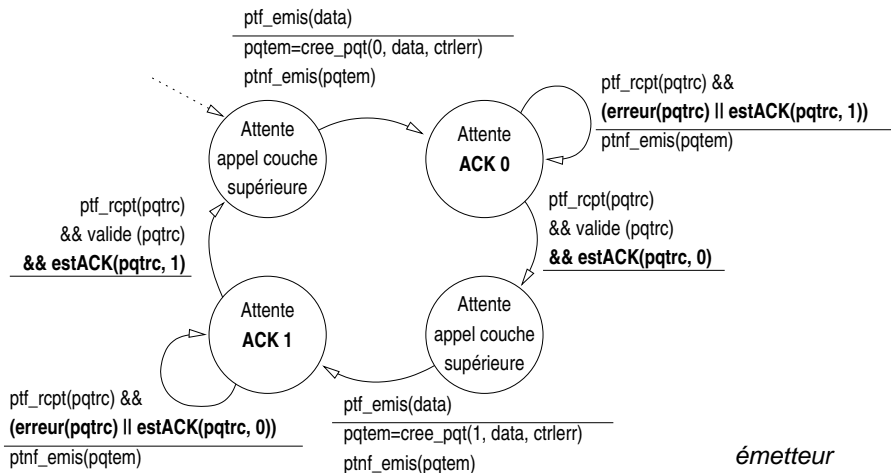 ptf_emis(data)
pqtem=cree_pqt(0, data, ctrlerr)
ptnf_emis(pqtem)
ptf_rcpt(pqtrc) &&
(erreur(pqtrc) || estACK(pqtrc, 1))
ptnf_emis(pqtem)
Attente
appel couche
supérieure
Attente
ACK 0
ptf_rcpt(pqtrc)
&& valide (pqtrc)
&& estACK(pqtrc, 1)
ptf_rcpt(pqtrc)
&& valide (pqtrc)
&& estACK(pqtrc, 0)
Attente
ACK 1
Attente
appel couche
supérieure
ptf_rcpt(pqtrc) &&
(erreur(pqtrc) || estACK(pqtrc, 0))
ptnf_emis(pqtem)
ptf_emis(data)
pqtem=cree_pqt(1, data, ctrlerr)
ptnf_emis(pqtem)
émetteur